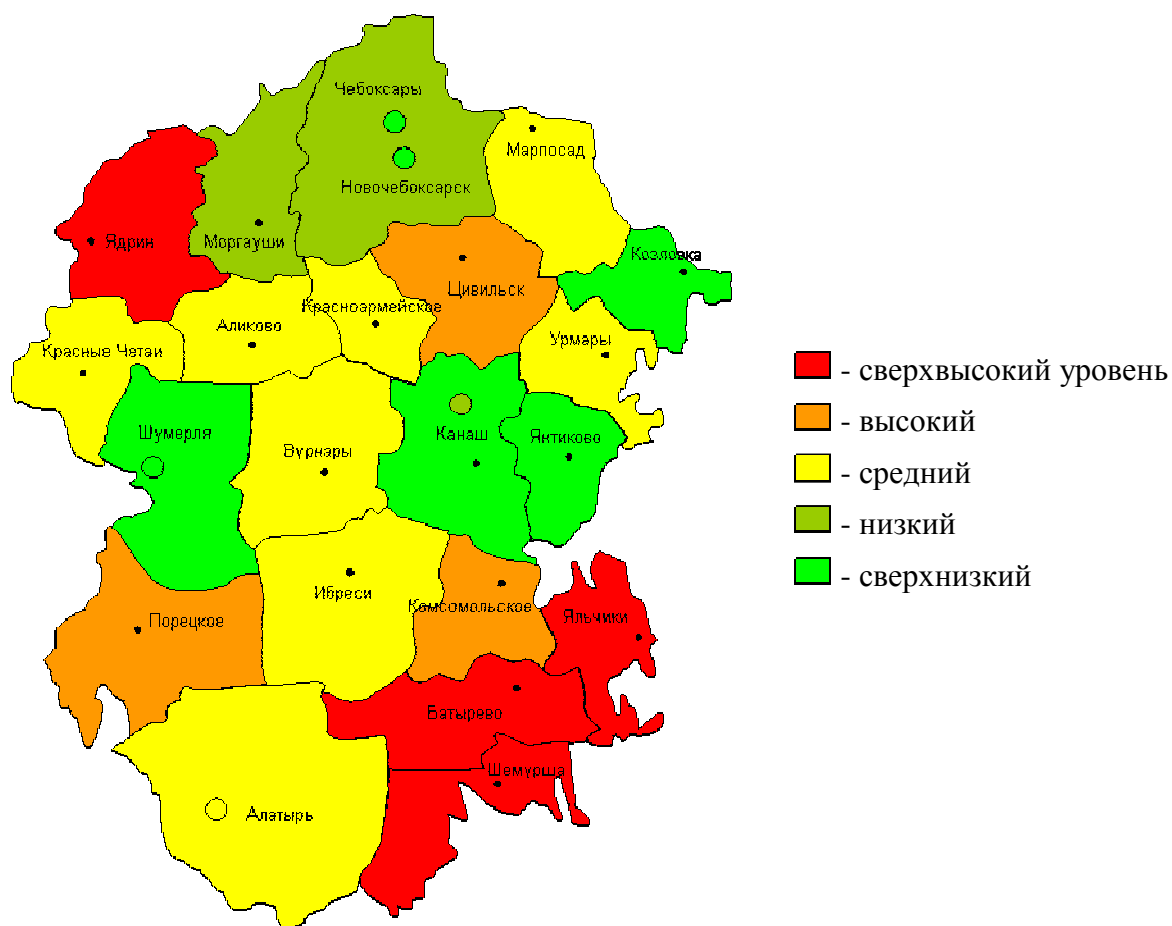 Чебоксары
Марпосад
Новочебоксарск
Ядрин
Моргауши
Козловка
Цивильск
Красноармейское
Аликово
Урмары
Красные Четаи
Шумерля
Вурнары
Канаш
Янтиково
Ибреси
Комсомольское
Порецкое
Яльчики
Батырево
Шемурша
Алатырь
- сверхвысокий уровень
- высокий
- средний
- низкий
- сверхнизкий